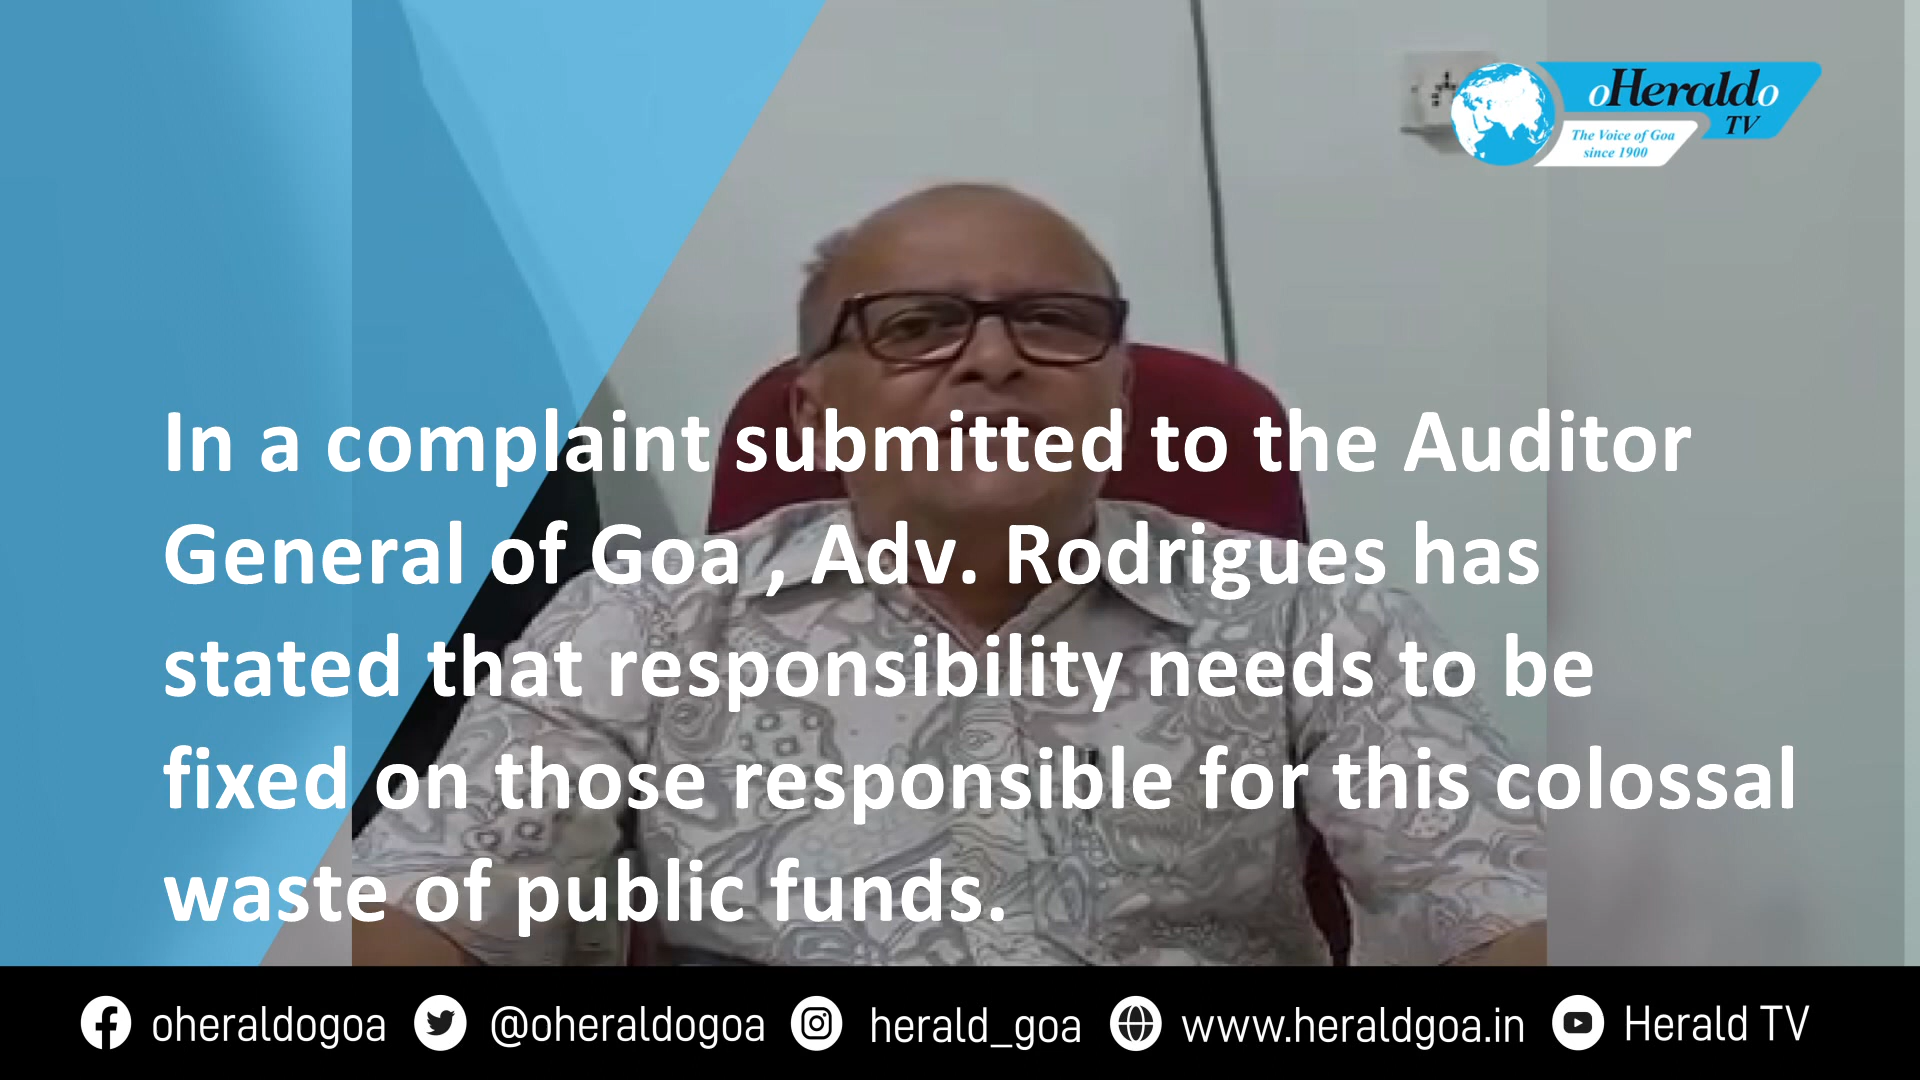 oHeraldo
TV
The Voice of Goa
since 1900
In a complaint submitted to the Auditor
General of Goa , Adv. Rodrigues has
stated that responsibility needs to be
fixed on those responsible for this colossal
waste of public funds.
oheraldogoa @oheraldogoa herald_goa www.heraldgoa.in Herald TV